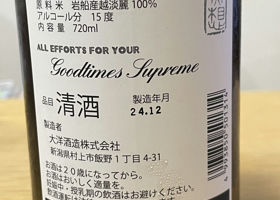 原料米 岩船産越淡麗100%
アルコール分 15度
内容量 720ml
ALL EFFORTS FOR YOUR
Goodtimes Supreme
品目 清酒
製造年月
24.12
製造者
大洋酒造株式会社
新潟県村上市飯野1丁目4-31
お酒は20歳になってから。
お酒はおいしく適量を。
妊娠中・授乳期の飲酒はお避けください。